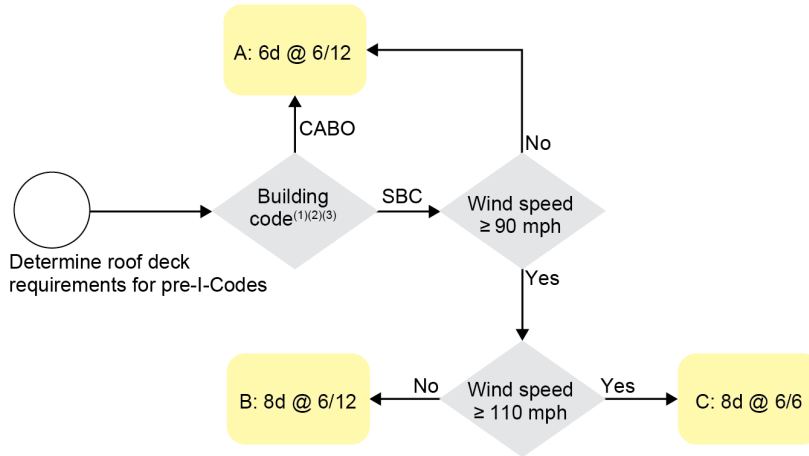 A: 6d @ 6/12
CABO
No
Building
code(1)(2)(3)
SBC
Wind speed
≥ 90 mph
Determine roof deck
requirements for pre-I-Codes
Yes
B: 8d @ 6/12
No
Wind speed
≥ 110 mph
Yes
C: 8d @ 6/6